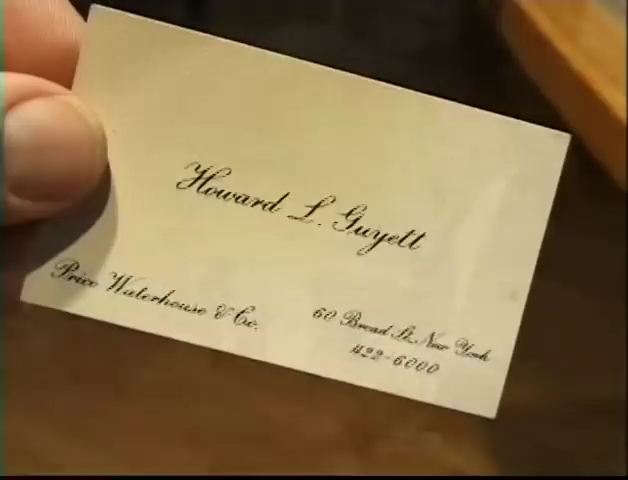 Howard L. Guyett
Price Waterhouse & Co.
60 Broad St. New York
422-6000